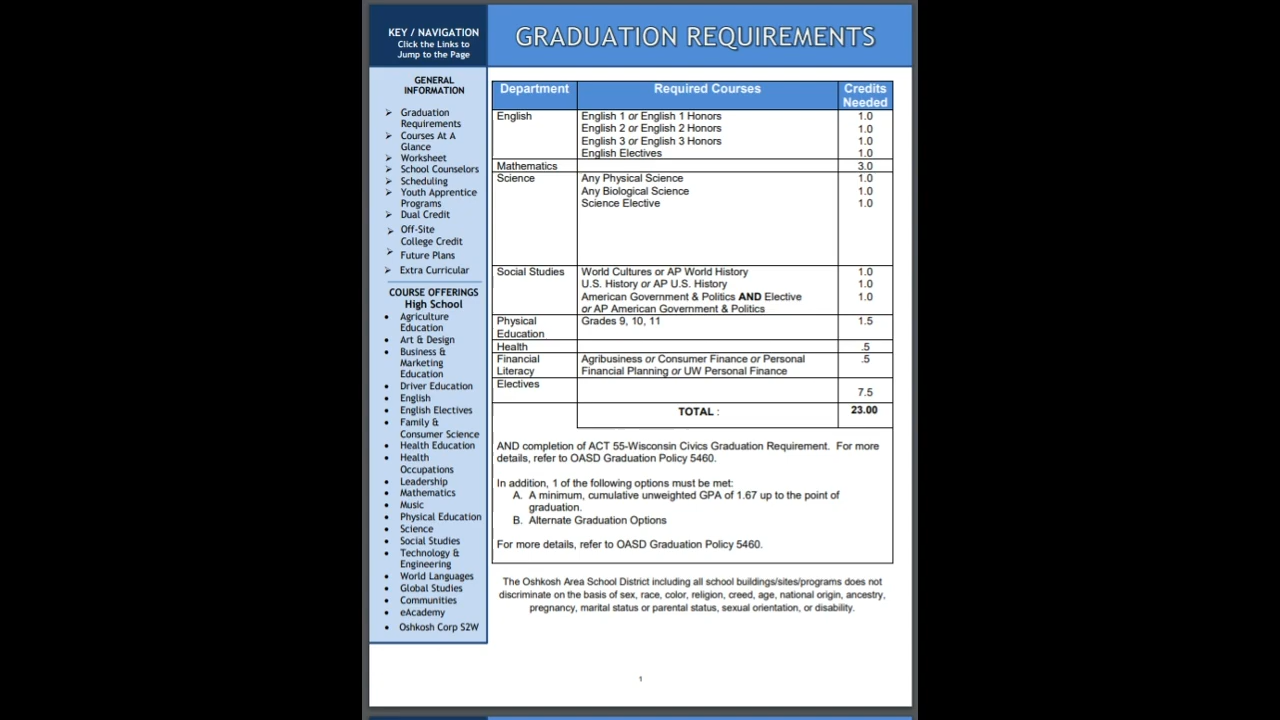 KEY / NAVIGATION
Click the Links to
Jump to the Page
GRADUATION REQUIREMENTS
GENERAL
INFORMATION
➢ Graduation
Requirements
➢ Courses At A
Glance
➢ Worksheet
➢ School Counselors
➢ Scheduling
➢ Youth Apprentice
Programs
➢ Dual Credit
➢ Off-Site
College Credit
➢ Future Plans
➢ Extra Curricular
COURSE OFFERINGS
High School
• Agriculture
Education
• Art & Design
• Business &
Marketing
Education
• Driver Education
• English
• English Electives
• Family &
Consumer Science
• Health Education
• Health
Occupations
• Leadership
• Mathematics
• Music
• Physical Education
• Science
• Social Studies
• Technology &
Engineering
• World Languages
• Global Studies
• Communities
• eAcademy
• Oshkosh Corp S2W
Department Required Courses Credits
Needed
English English 1 or English 1 Honors 1.0
English 2 or English 2 Honors 1.0
English 3 or English 3 Honors 1.0
English Electives 1.0
Mathematics 3.0
Science Any Physical Science 1.0
Any Biological Science 1.0
Science Elective 1.0
Social Studies World Cultures or AP World History 1.0
U.S. History or AP U.S. History 1.0
American Government & Politics AND Elective 1.0
or AP American Government & Politics
Physical Grades 9, 10, 11 1.5
Education
Health .5
Financial Agribusiness or Consumer Finance or Personal .5
Literacy Financial Planning or UW Personal Finance
Electives
7.5
TOTAL : 23.00
AND completion of ACT 55-Wisconsin Civics Graduation Requirement. For more
details, refer to OASD Graduation Policy 5460.
In addition, 1 of the following options must be met:
A. A minimum, cumulative unweighted GPA of 1.67 up to the point of
graduation.
B. Alternate Graduation Options
For more details, refer to OASD Graduation Policy 5460.
The Oshkosh Area School District including all school buildings/sites/programs does not
discriminate on the basis of sex, race, color, religion, creed, age, national origin, ancestry,
pregnancy, marital status or parental status, sexual orientation, or disability.
1